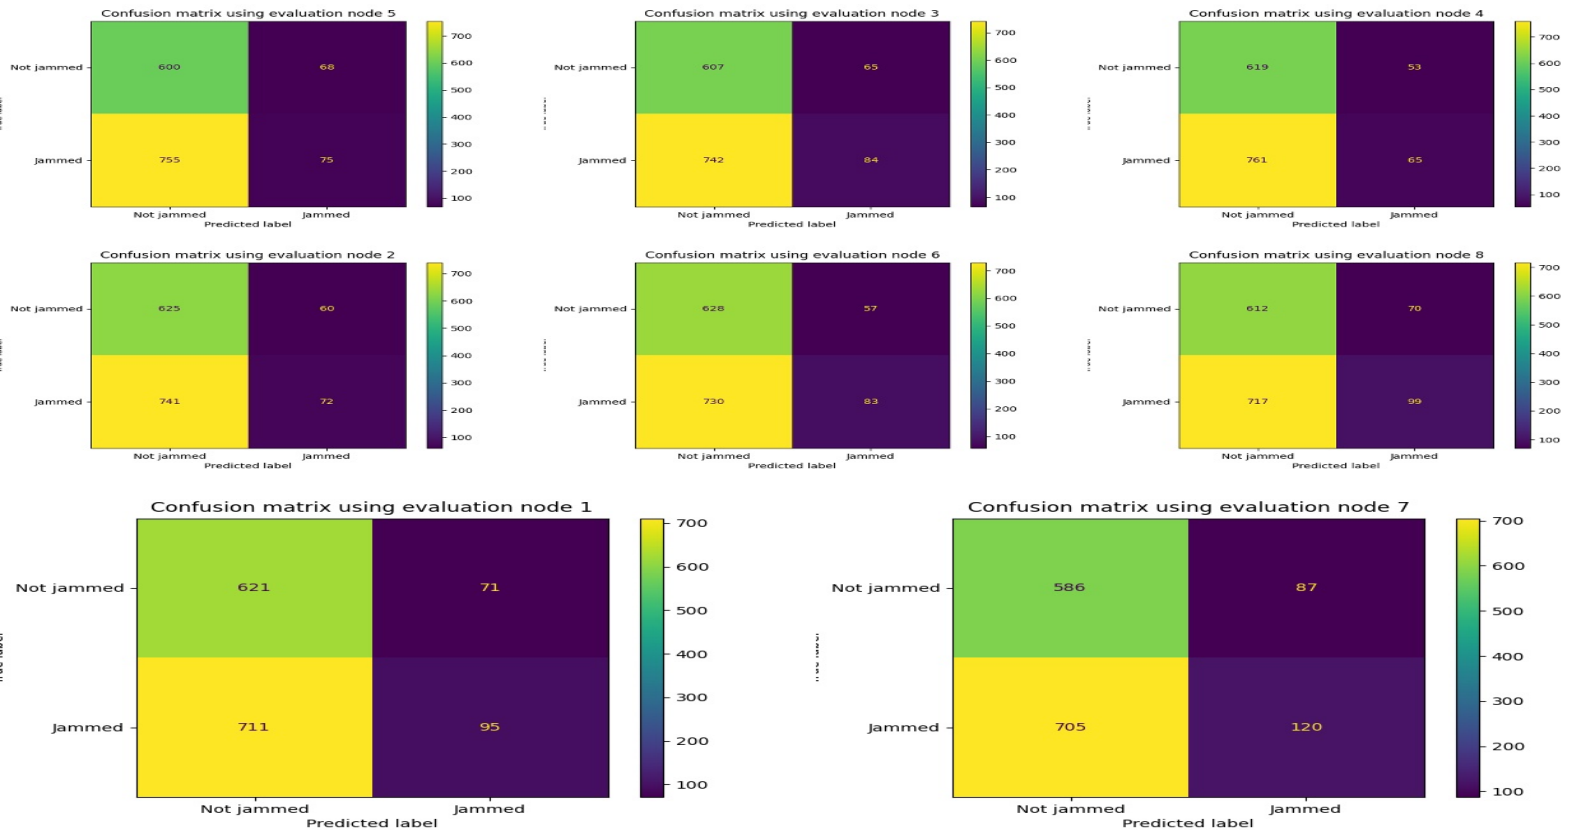 Confusion matrix using evaluation node 5
Not jammed
600
68
Jammed
755
75
Not jammed
Jammed
Predicted label
700
600
500
400
300
200
100
Confusion matrix using evaluation node 3
Not jammed
607
65
Jammed
742
84
Not jammed
Jammed
Predicted label
700
600
500
400
300
200
100
Confusion matrix using evaluation node 4
Not jammed
619
53
Jammed
761
65
Not jammed
Jammed
Predicted label
700
600
500
400
300
200
100
Confusion matrix using evaluation node 2
Not jammed
625
60
Jammed
741
72
Not jammed
Jammed
Predicted label
700
600
500
400
300
200
100
Confusion matrix using evaluation node 6
Not jammed
628
57
Jammed
730
83
Not jammed
Jammed
Predicted label
700
600
500
400
300
200
100
Confusion matrix using evaluation node 8
Not jammed
612
70
Jammed
717
99
Not jammed
Jammed
Predicted label
700
600
500
400
300
200
100
Confusion matrix using evaluation node 1
Not jammed
621
71
Jammed
711
95
Not jammed
Jammed
Predicted label
700
600
500
400
300
200
100
Confusion matrix using evaluation node 7
Not jammed
586
87
Jammed
705
120
Not jammed
Jammed
Predicted label
700
600
500
400
300
200
100